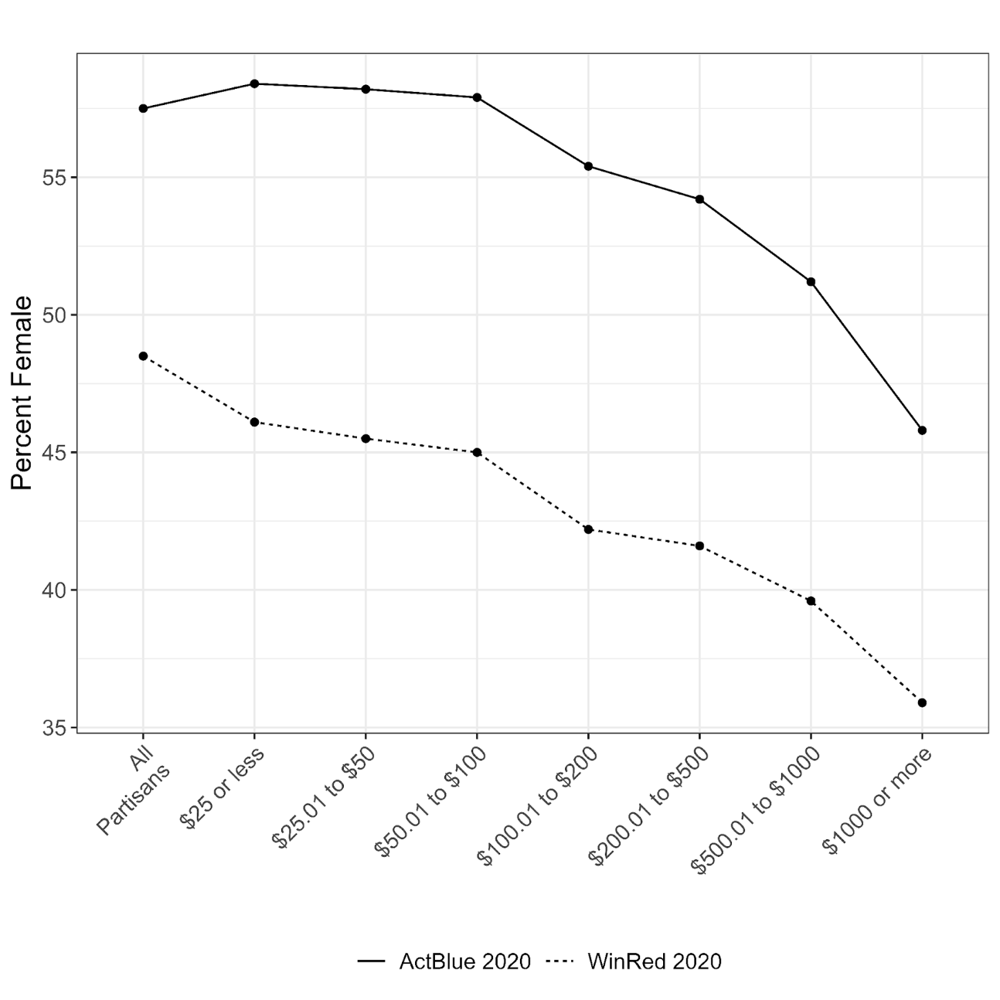 Percent Female
55
50
45
40
35
All
Partisans
$25 or less
$25.01 to $50
$50.01 to $100
$100.01 to $200
$200.01 to $500
$500.01 to $1000
$1000 or more
ActBlue 2020 WinRed 2020